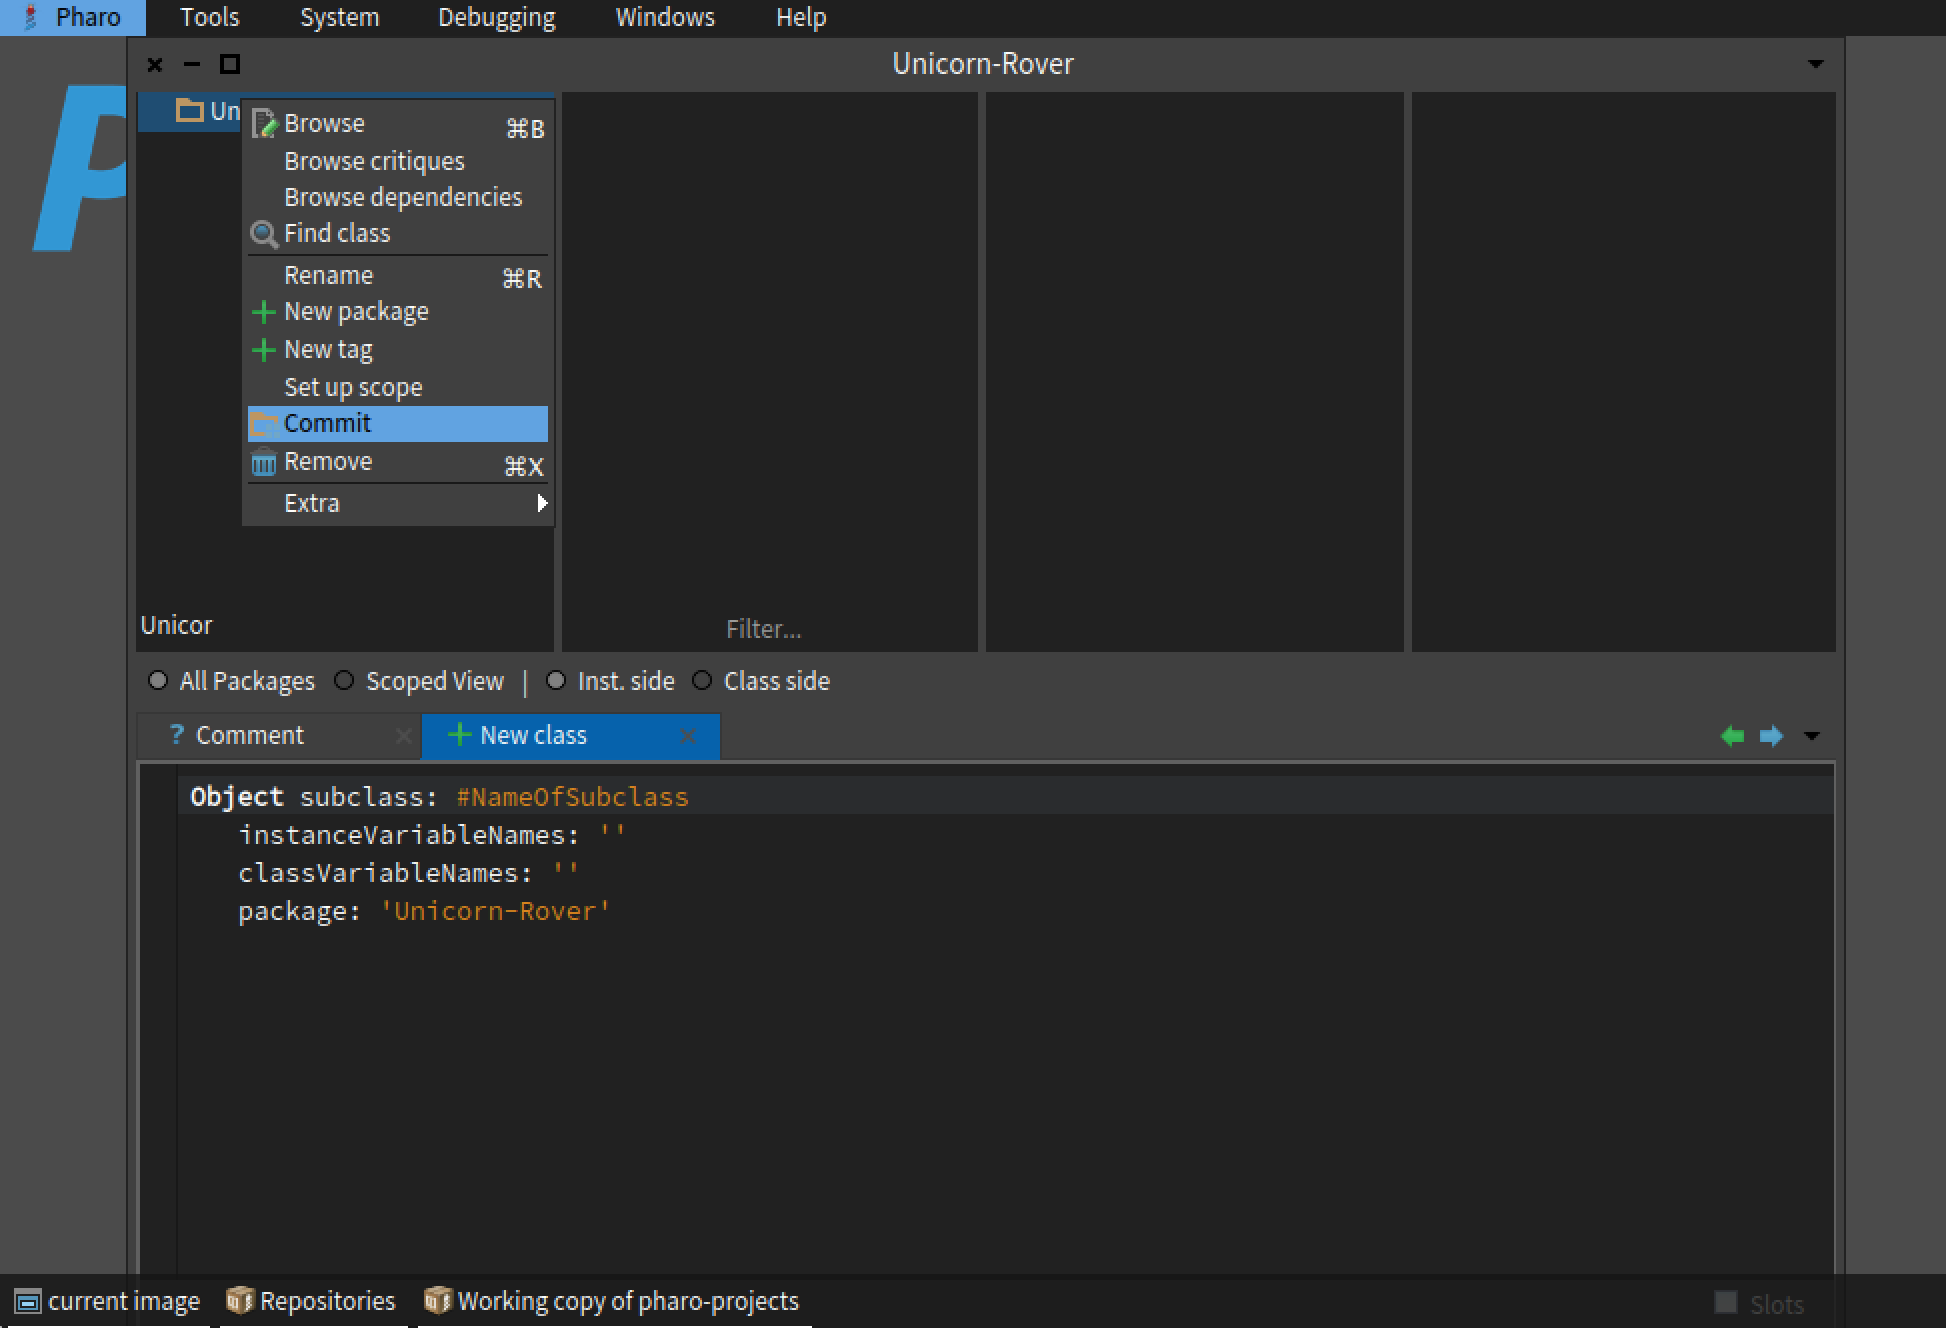 Pharo Tools System Debugging Windows Help
Unicorn-Rover
Un
Browse ⌘B
Browse critiques
Browse dependencies
Find class
Rename ⌘R
New package
New tag
Set up scope
Commit
Remove ⌘X
Extra
Unicor
Filter...
All Packages Scoped View | Inst. side Class side
? Comment New class
Object subclass: #NameOfSubclass
instanceVariableNames: ''
classVariableNames: ''
package: 'Unicorn-Rover'
current image Repositories Working copy of pharo-projects Slots